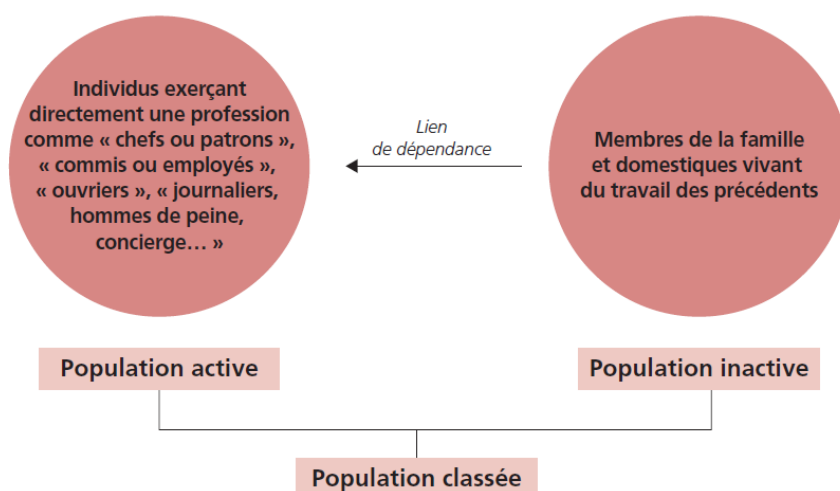 Individus exerçant
directement une profession
comme « chefs ou patrons »,
« commis ou employés »,
« ouvriers », « journaliers,
hommes de peine,
concierge... »
Lien
de dépendance
Membres de la famille
et domestiques vivant
du travail des précédents
Population active
Population inactive
Population classée